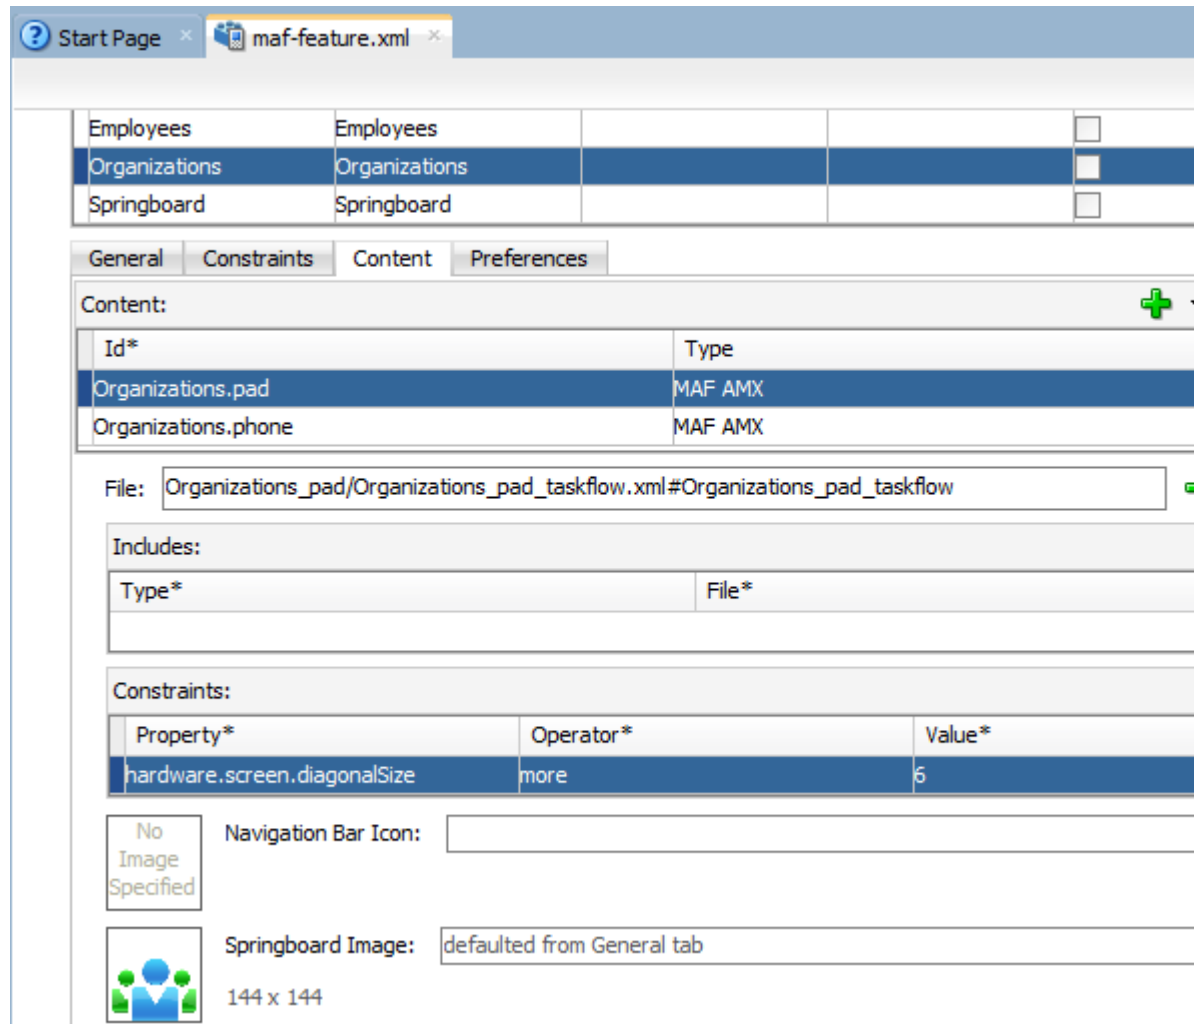 Start Page maf-feature.xml
Employees Employees
Organizations Organizations
Springboard Springboard
General Constraints Content Preferences
Content:
Id* Type
Organizations.pad MAF AMX
Organizations.phone MAF AMX
File: Organizations_pad/Organizations_pad_taskflow.xml#Organizations_pad_taskflow
Includes:
Type* File*
Constraints:
Property* Operator* Value*
hardware.screen.diagonalSize more 6
No
Image
Specified
Navigation Bar Icon:
Springboard Image: defaulted from General tab
144 x 144